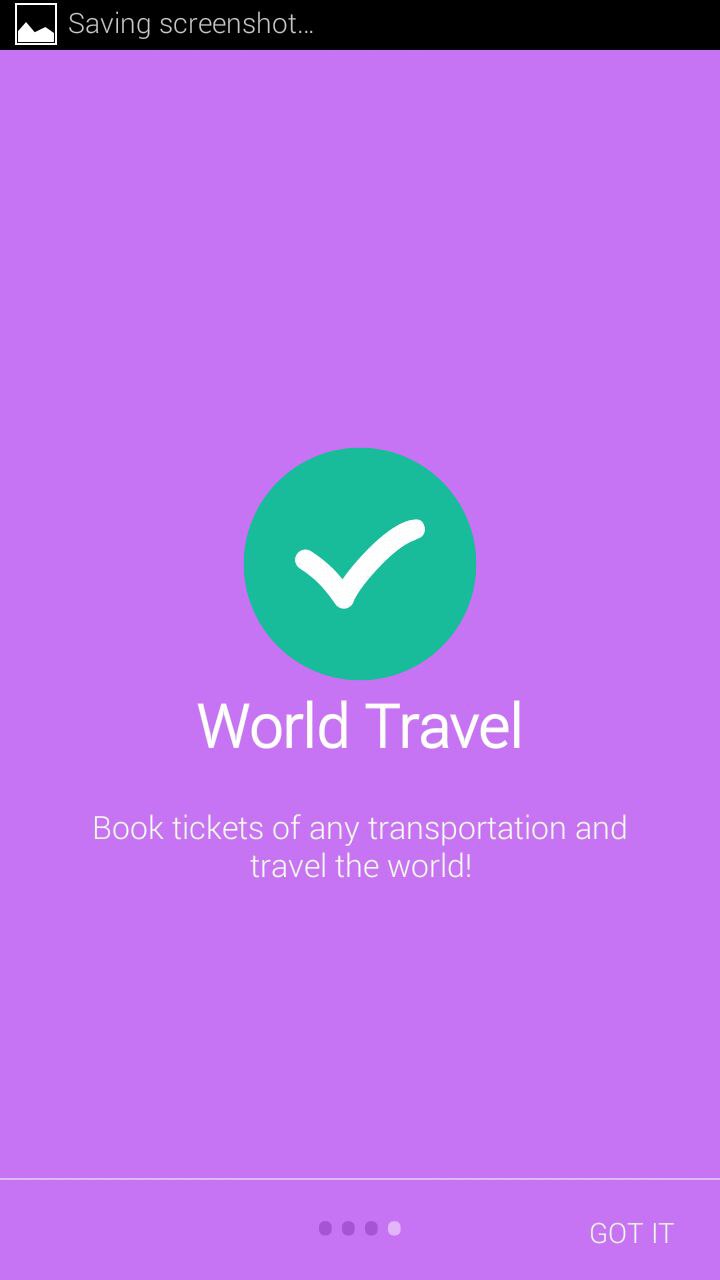 Saving screenshot...
World Travel
Book tickets of any transportation and
travel the world!
GOT IT